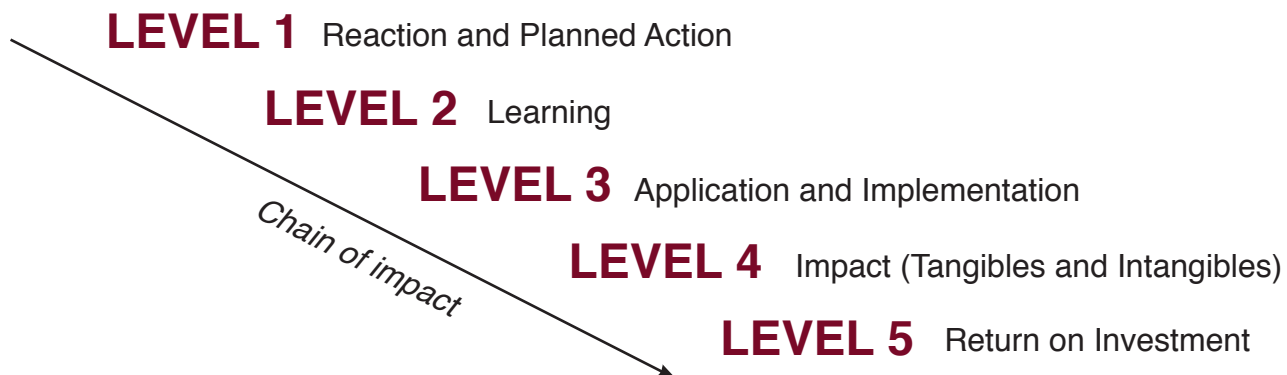 LEVEL 1 Reaction and Planned Action
LEVEL 2 Learning
LEVEL 3 Application and Implementation
Chain of impact
LEVEL 4 Impact (Tangibles and Intangibles)
LEVEL 5 Return on Investment